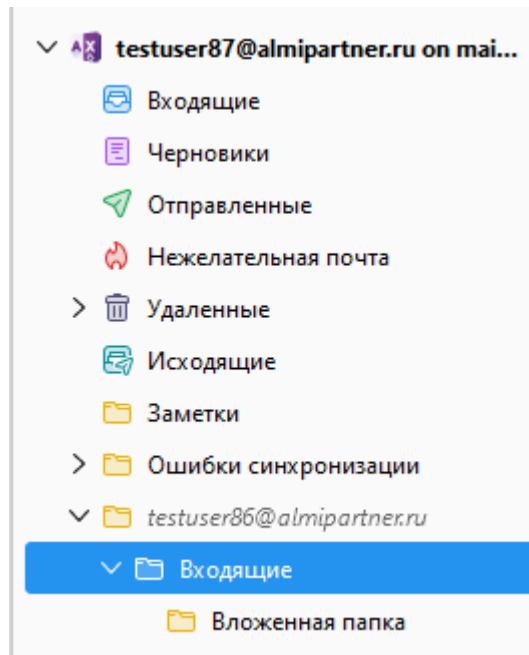 testuser87@almipartner.ru on mai...
Входящие
Черновики
Отправленные
Нежелательная почта
Удаленные
Исходящие
Заметки
Ошибки синхронизации
testuser86@almipartner.ru
Входящие
Вложенная папка